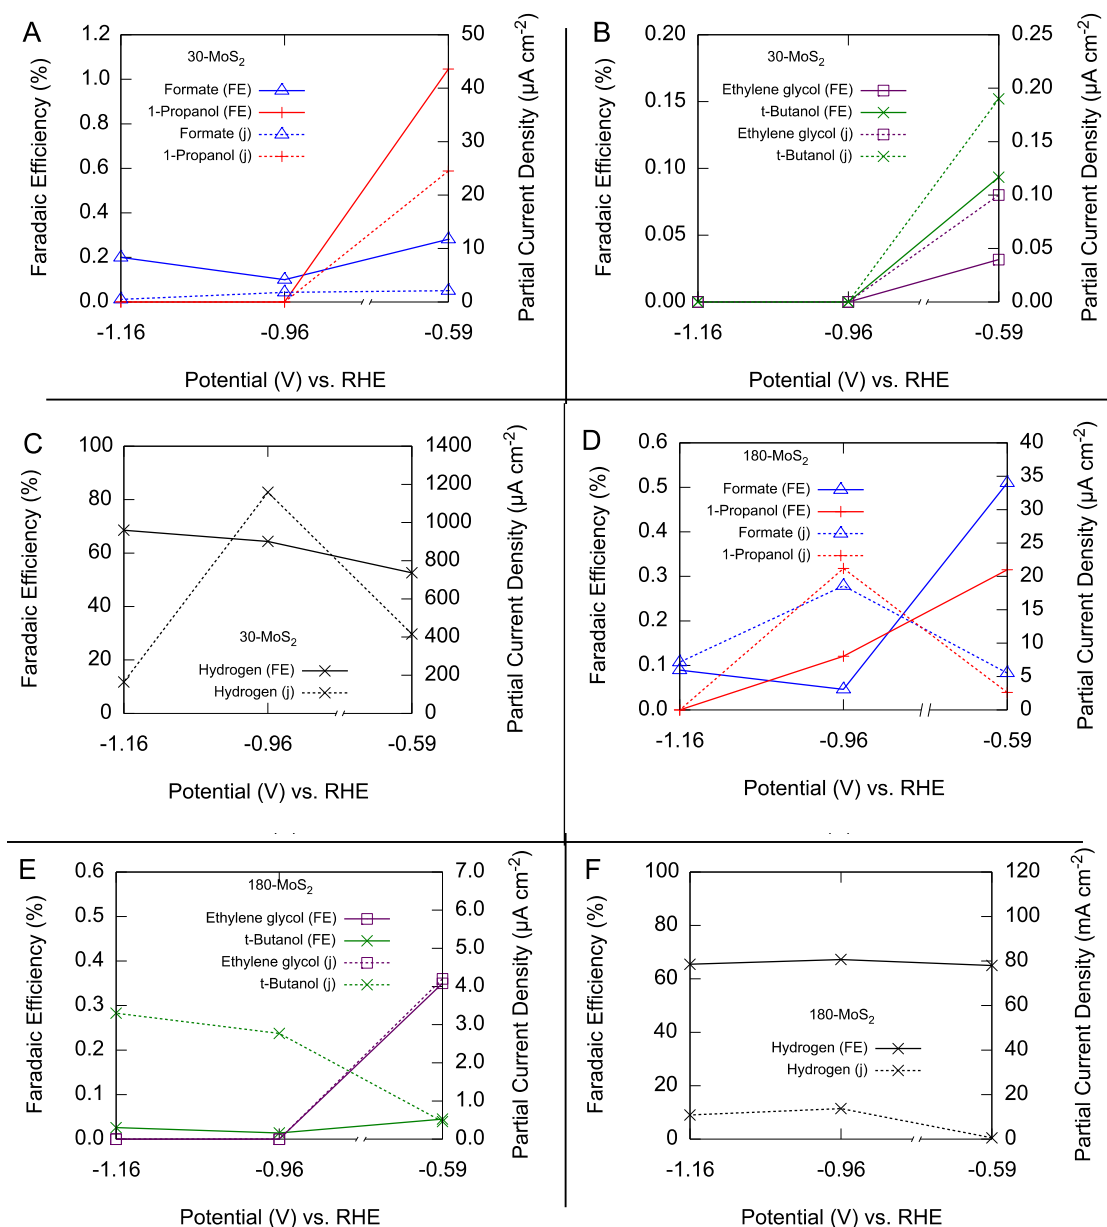 A
30-MoS2
Formate (FE)
1-Propanol (FE)
Formate (j)
1-Propanol (j)
Faradaic Efficiency (%)
1.2
1.0
0.8
0.6
0.4
0.2
0.0
50
40
30
20
10
0
Partial Current Density (µA cm-2)
-1.16
-0.96
-0.59
Potential (V) vs. RHE
B
30-MoS2
Ethylene glycol (FE)
t-Butanol (FE)
Ethylene glycol (j)
t-Butanol (j)
Faradaic Efficiency (%)
0.20
0.15
0.10
0.05
0.00
0.25
0.20
0.15
0.10
0.05
0.00
Partial Current Density (µA cm-2)
-1.16
-0.96
-0.59
Potential (V) vs. RHE
C
Faradaic Efficiency (%)
100
80
60
40
20
0
30-MoS2
Hydrogen (FE)
Hydrogen (j)
1400
1200
1000
800
600
400
200
0
Partial Current Density (µA cm-2)
-1.16
-0.96
-0.59
Potential (V) vs. RHE
D
180-MoS2
Formate (FE)
1-Propanol (FE)
Formate (j)
1-Propanol (j)
Faradaic Efficiency (%)
0.6
0.5
0.4
0.3
0.2
0.1
0.0
40
35
30
25
20
15
10
5
0
Partial Current Density (µA cm-2)
-1.16
-0.96
-0.59
Potential (V) vs. RHE
E
180-MoS2
Ethylene glycol (FE)
t-Butanol (FE)
Ethylene glycol (j)
t-Butanol (j)
Faradaic Efficiency (%)
0.6
0.5
0.4
0.3
0.2
0.1
0.0
7.0
6.0
5.0
4.0
3.0
2.0
1.0
0.0
Partial Current Density (µA cm-2)
-1.16
-0.96
-0.59
Potential (V) vs. RHE
F
Faradaic Efficiency (%)
100
80
60
40
20
0
180-MoS2
Hydrogen (FE)
Hydrogen (j)
120
100
80
60
40
20
0
Partial Current Density (mA cm-2)
-1.16
-0.96
-0.59
Potential (V) vs. RHE